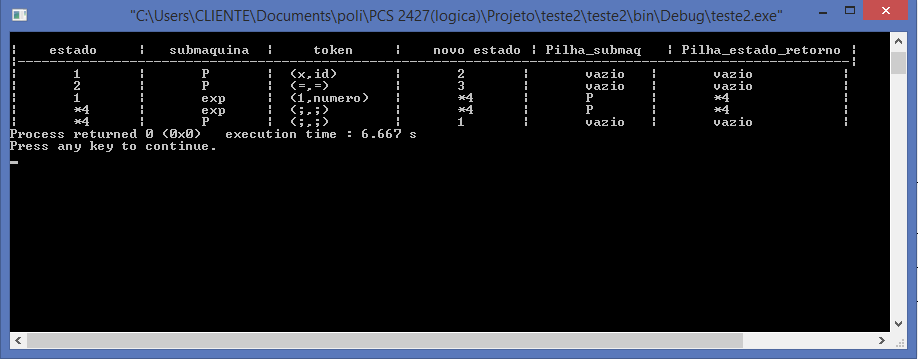 "C:\Users\CLIENTE\Documents\poli\PCS 2427(logica)\Projeto\teste2\teste2\bin\Debug\teste2.exe"
¦ estado ¦ submaquina ¦ token ¦ novo estado ¦ Pilha_submaq ¦ Pilha_estado_retorno ¦
¦ 1 ¦ P ¦ (x,id) ¦ 2 ¦ vazio ¦ vazio ¦
¦ 2 ¦ P ¦ (=,=) ¦ 3 ¦ vazio ¦ vazio ¦
¦ 1 ¦ exp ¦ (1,numero) ¦ *4 ¦ P ¦ *4 ¦
¦ *4 ¦ exp ¦ (;,;) ¦ *4 ¦ P ¦ *4 ¦
¦ *4 ¦ P ¦ (;,;) ¦ 1 ¦ vazio ¦ vazio ¦
Process returned 0 (0x0) execution time : 6.667 s
Press any key to continue.